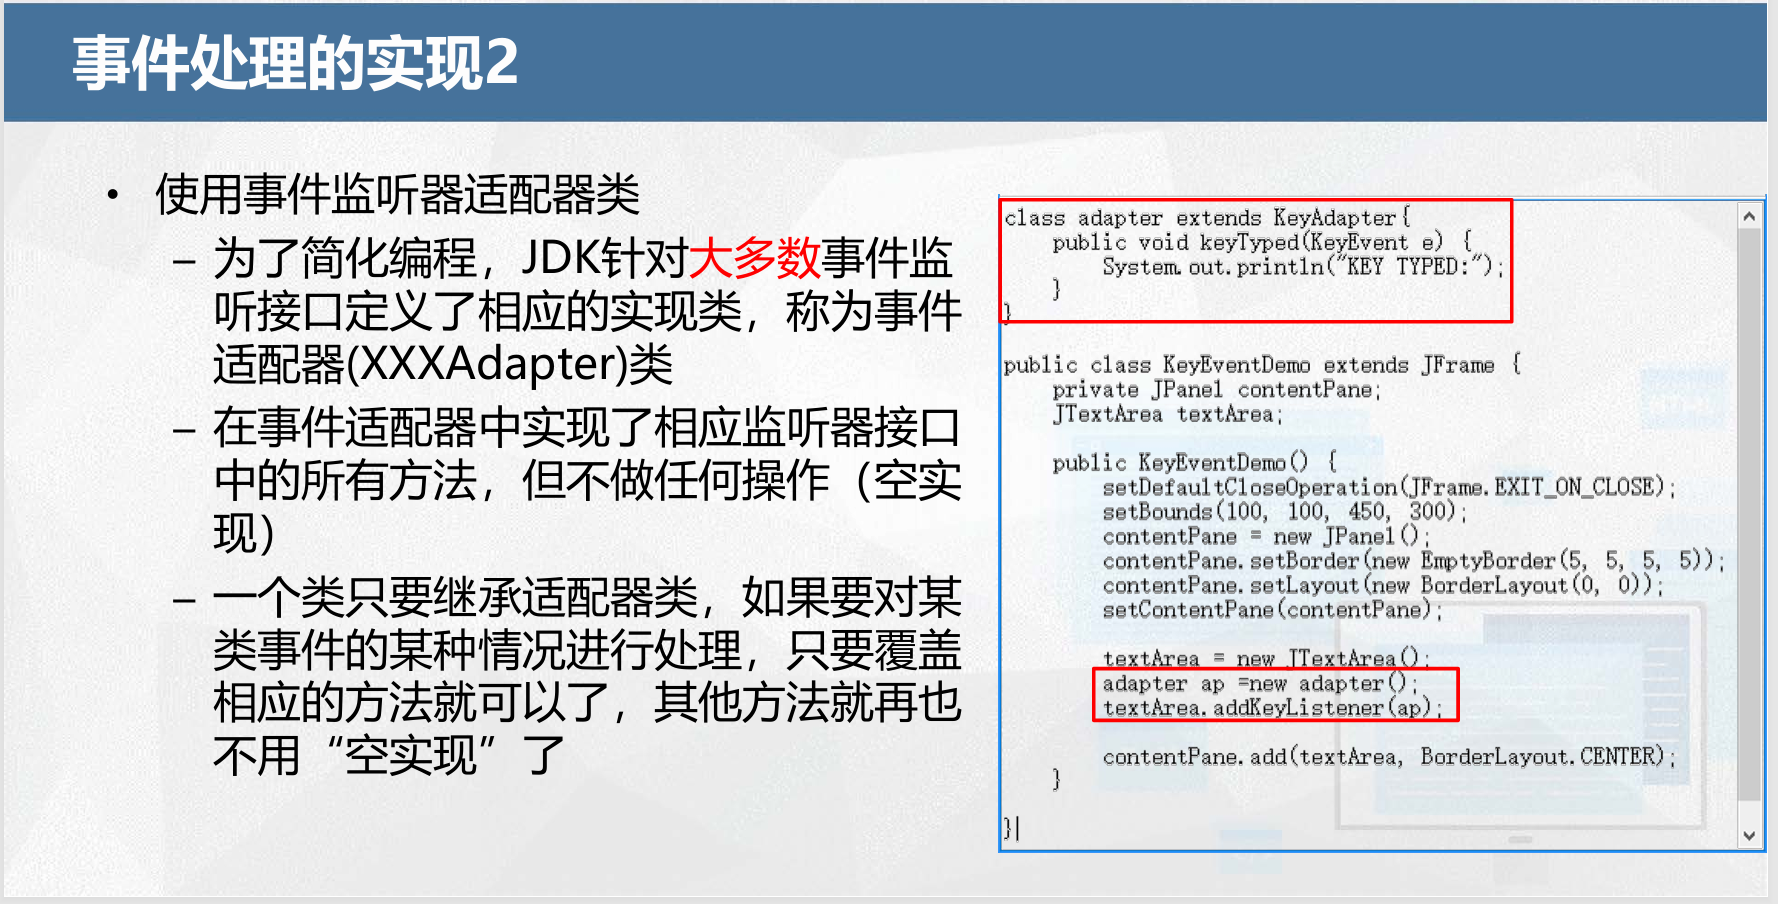 事件处理的实现2
• 使用事件监听器适配器类
– 为了简化编程，JDK针对大多数事件监
听接口定义了相应的实现类，称为事件
适配器(XXXAdapter)类
– 在事件适配器中实现了相应监听器接口
中的所有方法，但不做任何操作（空实
现）
– 一个类只要继承适配器类，如果要对某
类事件的某种情况进行处理，只要覆盖
相应的方法就可以了，其他方法就再也
不用“空实现”了
class adapter extends KeyAdapter{
    public void keyTyped(KeyEvent e) {
        System.out.println("KEY TYPED:");
    }
}
public class KeyEventDemo extends JFrame {
    private JPanel contentPane;
    JTextArea textArea;
    public KeyEventDemo() {
        setDefaultCloseOperation(JFrame.EXIT_ON_CLOSE);
        setBounds(100, 100, 450, 300);
        contentPane = new JPanel();
        contentPane.setBorder(new EmptyBorder(5, 5, 5, 5));
        contentPane.setLayout(new BorderLayout(0, 0));
        setContentPane(contentPane);
        textArea = new JTextArea();
        adapter ap =new adapter();
        textArea.addKeyListener(ap);
        contentPane.add(textArea, BorderLayout.CENTER);
    }
}